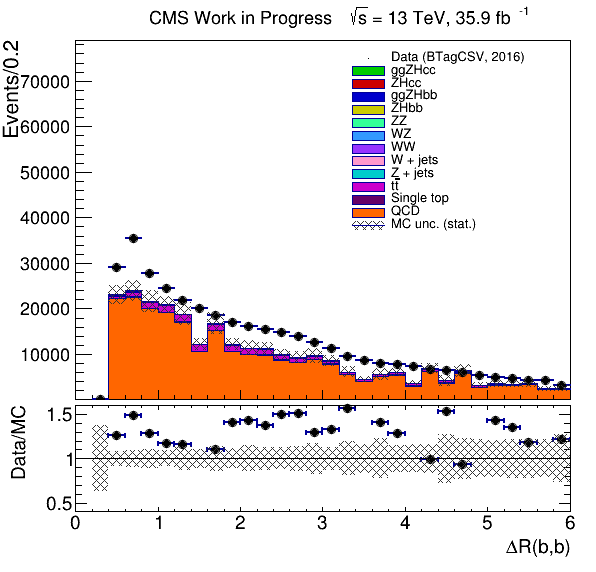 CMS Work in Progress √s = 13 TeV, 35.9 fb⁻¹
Events/0.2
70000
60000
50000
40000
30000
20000
10000
Data (BTagCSV, 2016)
ggZHcc
ZHcc
ggZHbb
ZHbb
ZZ
WZ
WW
W + jets
Z + jets
tt̅
Single top
QCD
MC unc. (stat.)
Data/MC
1.5
1
0.5
0 1 2 3 4 5 6
ΔR(b,b)